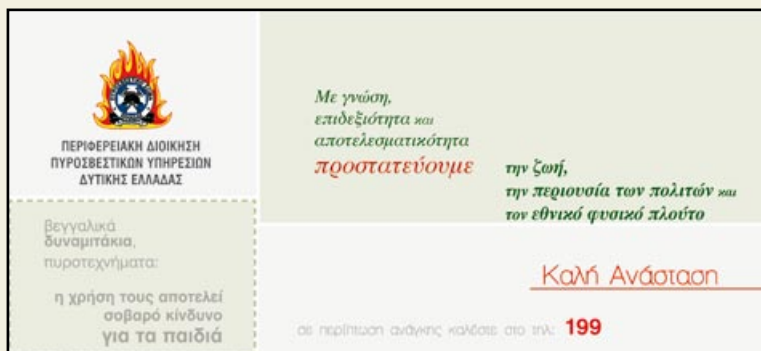 ΠΕΡΙΦΕΡΕΙΑΚΗ ΔΙΟΙΚΗΣΗ
ΠΥΡΟΣΒΕΣΤΙΚΩΝ ΥΠΗΡΕΣΙΩΝ
ΔΥΤΙΚΗΣ ΕΛΛΑΔΑΣ
βεγγαλικά
δυναμιτάκια,
πυροτεχνήματα:
η χρήση τους αποτελεί
σοβαρό κίνδυνο
για τα παιδιά
Με γνώση,
επιδεξιότητα και
αποτελεσματικότητα
προστατεύουμε
την ζωή,
την περιουσία των πολιτών και
τον εθνικό φυσικό πλούτο
Καλή Ανάσταση
σε περίπτωση ανάγκης καλέστε στο τηλ: 199